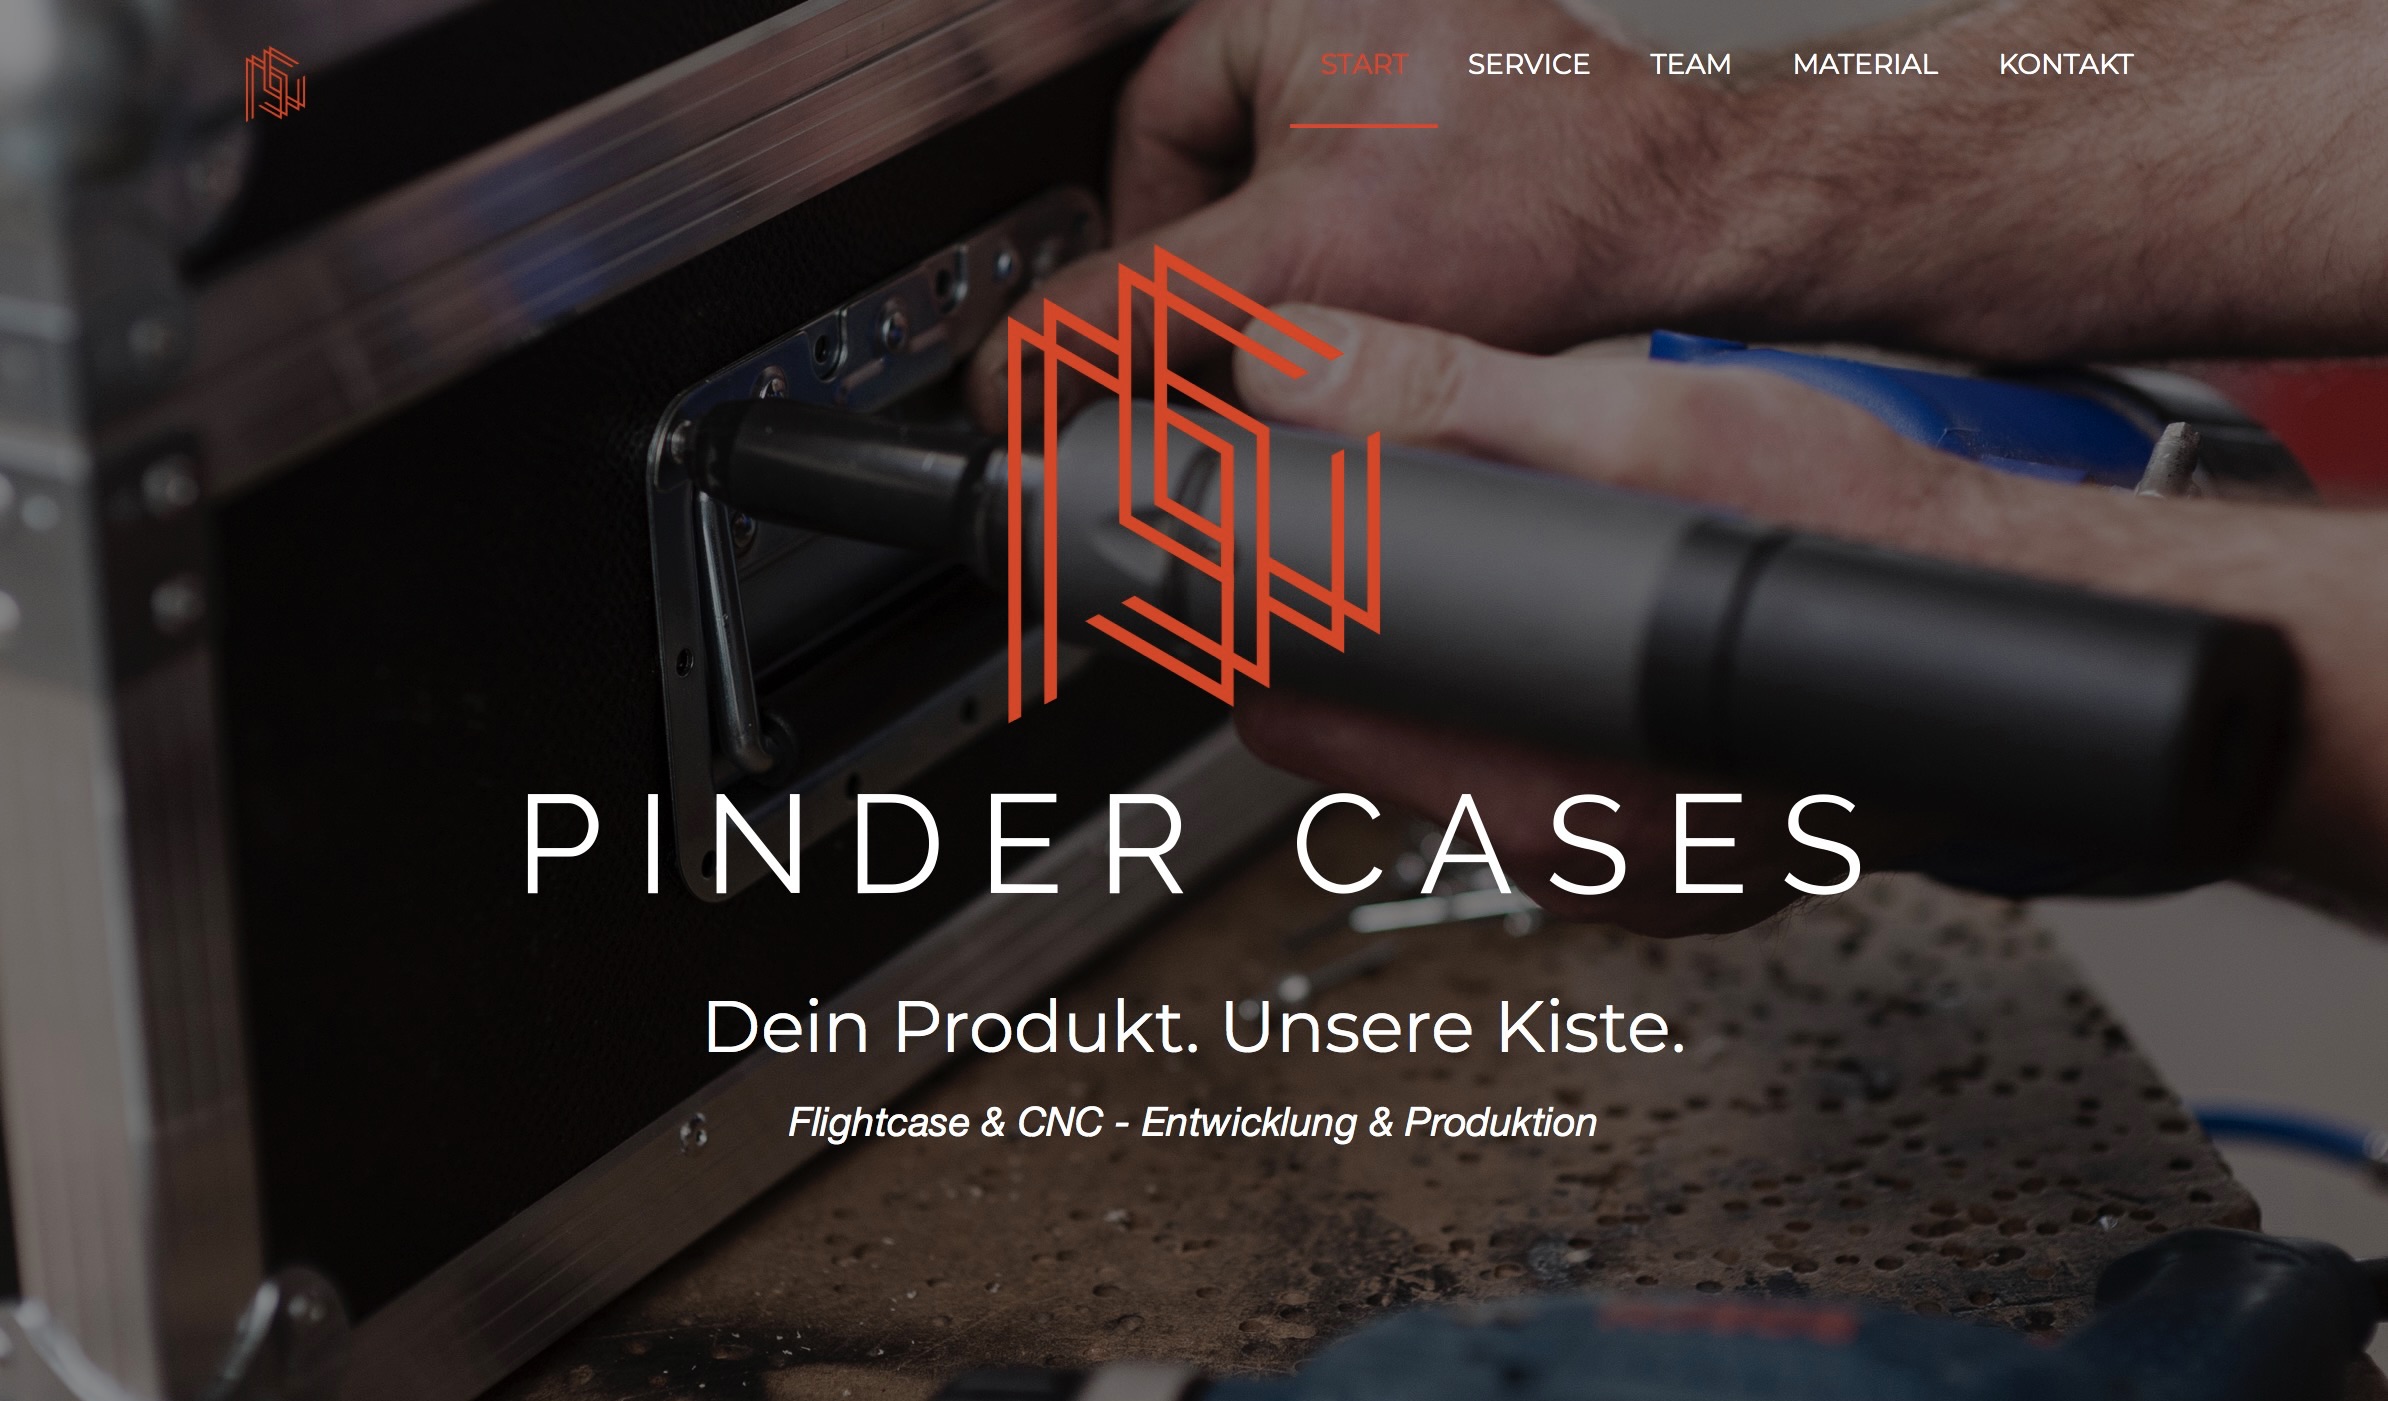 START SERVICE TEAM MATERIAL KONTAKT
PINDER CASES
Dein Produkt. Unsere Kiste.
Flightcase & CNC - Entwicklung & Produktion